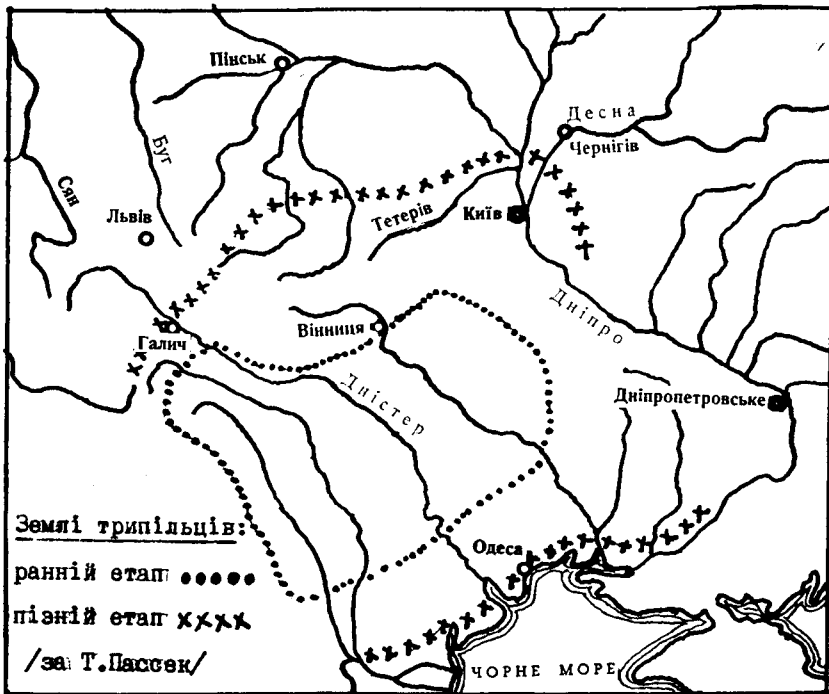 Пінськ
Десна
Чернігів
Буг
Сян
Львів
Тетерів
Київ
Дніпро
Галич
Вінниця
Дністер
Дніпропетровське
Одеса
ЧОРНЕ МОРЕ
Землі трипільців:
ранній етап
пізній етап хххх
/за Т.Пассек/